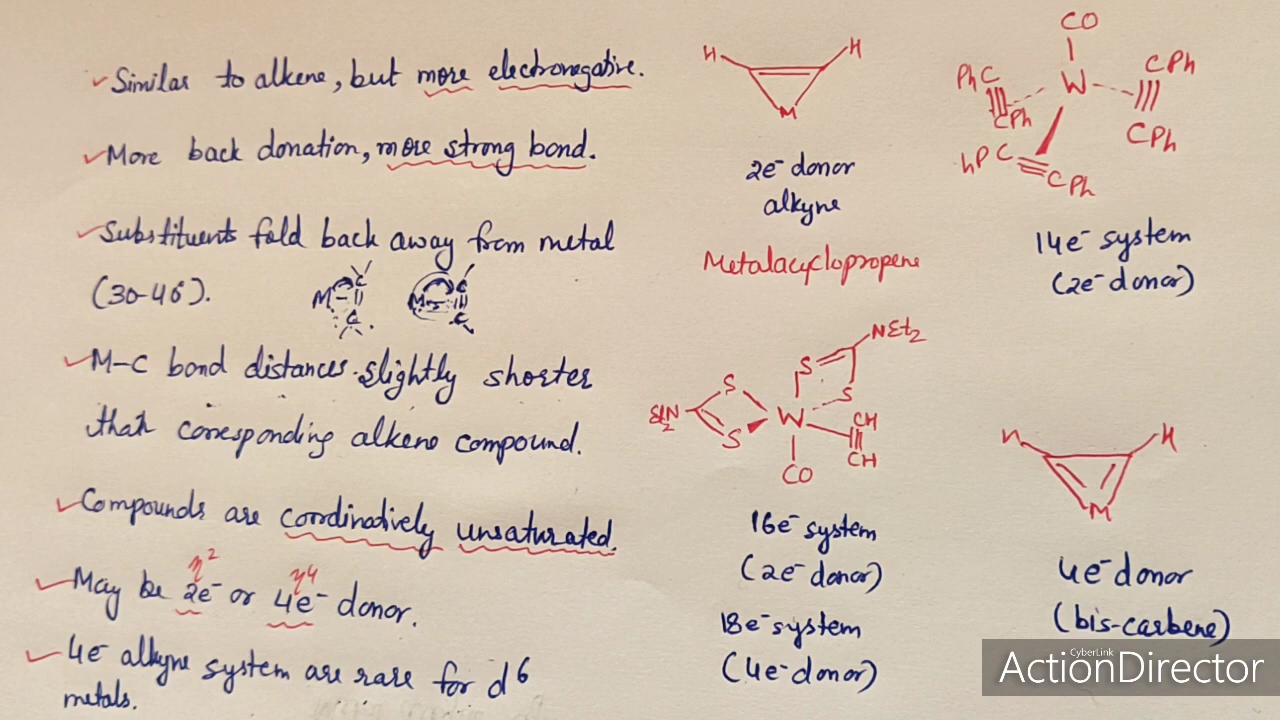 Similar to alkene, but more electronegative.
More back donation, more strong bond.
Substituents fold back away from metal
(30-46°).
M-C
C
M
C
C
M-C bond distances slightly shorter
than corresponding alkene compound.
Compounds are coordinatively unsaturated.
η2 η4
May be 2e- or 4e- donor.
4e- alkyne system are rare for d6
metals.
H H
M
2e- donor
alkyne
Metalacyclopropene
CO
PhC W CPh
CPh CPh
hPC CPh
14e- system
(2e- donor)
NEt2
S
S S
Et2N W CH
S CH
CO
16e- system
(2e- donor)
18e- system
(4e- donor)
H H
M
4e- donor
(bis-carbene)
CyberLink
ActionDirector